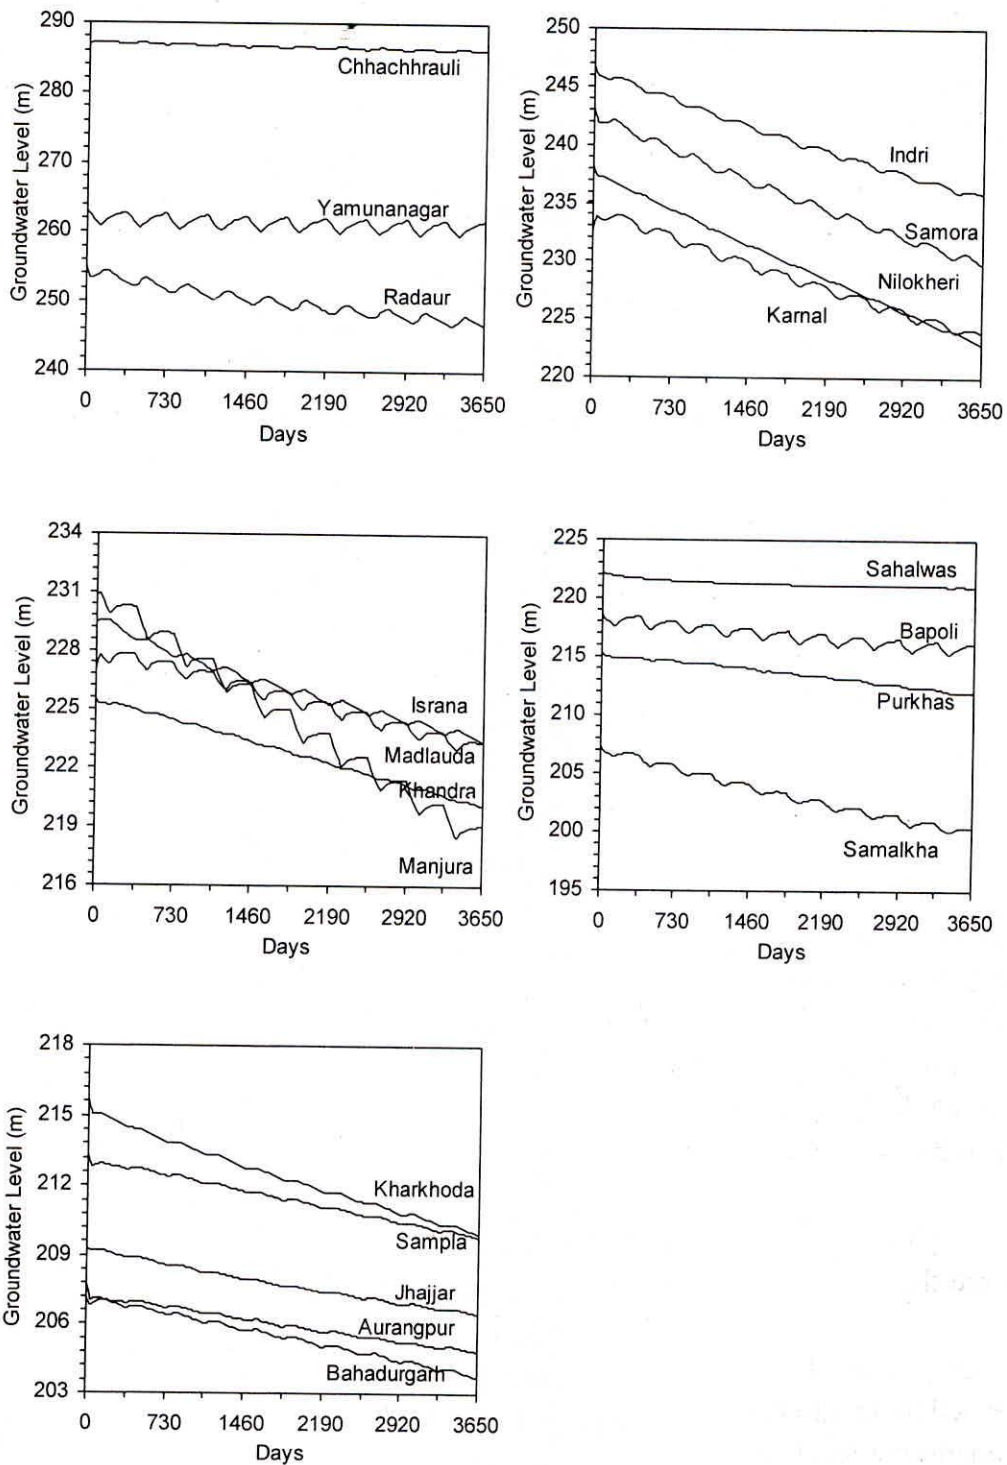 Groundwater Level (m)
290
280
270
260
250
240
Chhachhrauli
Yamunanagar
Radaur
0 730 1460 2190 2920 3650
Days
Groundwater Level (m)
250
245
240
235
230
225
220
Indri
Samora
Nilokheri
Karnal
0 730 1460 2190 2920 3650
Days
Groundwater Level (m)
234
231
228
225
222
219
216
Israna
Madlauda
Khandra
Manjura
0 730 1460 2190 2920 3650
Days
Groundwater Level (m)
225
220
215
210
205
200
195
Sahalwas
Bapoli
Purkhas
Samalkha
0 730 1460 2190 2920 3650
Days
Groundwater Level (m)
218
215
212
209
206
203
Kharkhoda
Sampla
Jhajjar
Aurangpur
Bahadurgarh
0 730 1460 2190 2920 3650
Days